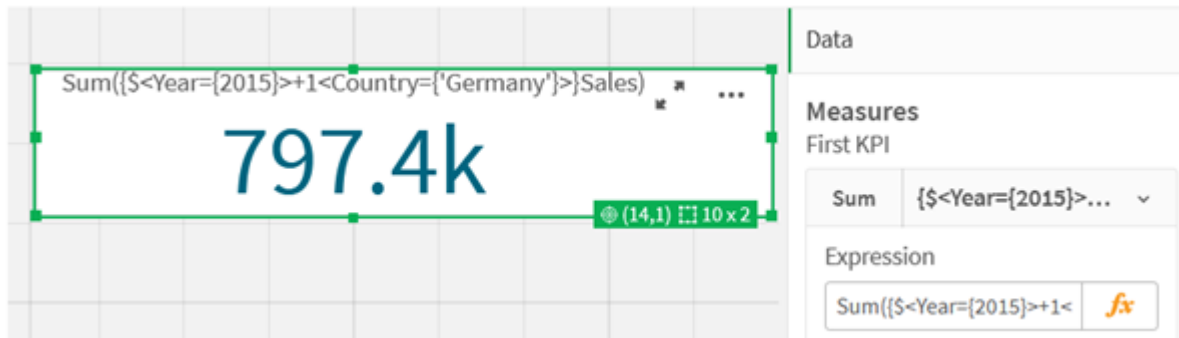 Sum({$<Year={2015}>+1<Country={'Germany'}>}Sales)
797.4k
(14,1) 10 x 2
Data
Measures
First KPI
Sum {$<Year={2015}>...
Expression
Sum({$<Year={2015}>+1< fx